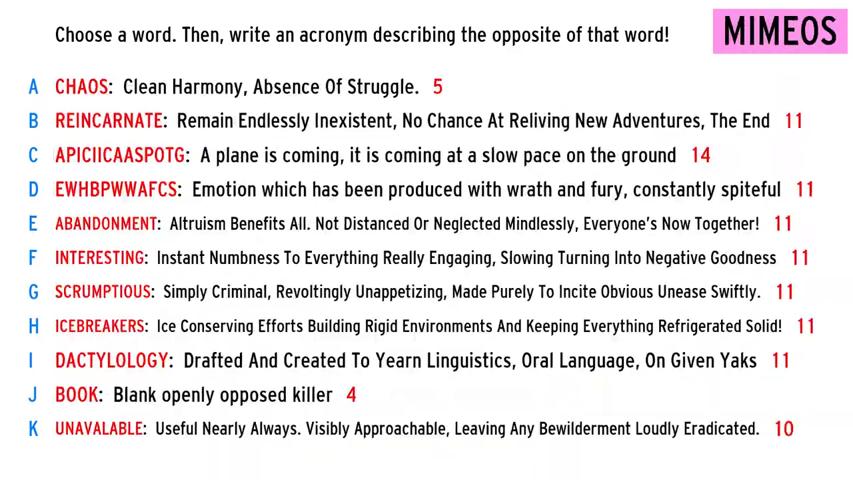 Choose a word. Then, write an acronym describing the opposite of that word!
MIMEOS
A CHAOS: Clean Harmony, Absence Of Struggle. 5
B REINCARNATE: Remain Endlessly Inexistent, No Chance At Reliving New Adventures, The End 11
C APICIICAASPOTG: A plane is coming, it is coming at a slow pace on the ground 14
D EWHBPWWAFCS: Emotion which has been produced with wrath and fury, constantly spiteful 11
E ABANDONMENT: Altruism Benefits All. Not Distanced Or Neglected Mindlessly, Everyone's Now Together! 11
F INTERESTING: Instant Numbness To Everything Really Engaging, Slowing Turning Into Negative Goodness 11
G SCRUMPTIOUS: Simply Criminal, Revoltingly Unappetizing, Made Purely To Incite Obvious Unease Swiftly. 11
H ICEBREAKERS: Ice Conserving Efforts Building Rigid Environments And Keeping Everything Refrigerated Solid! 11
I DACTYLOLOGY: Drafted And Created To Yearn Linguistics, Oral Language, On Given Yaks 11
J BOOK: Blank openly opposed killer 4
K UNAVALABLE: Useful Nearly Always. Visibly Approachable, Leaving Any Bewilderment Loudly Eradicated. 10